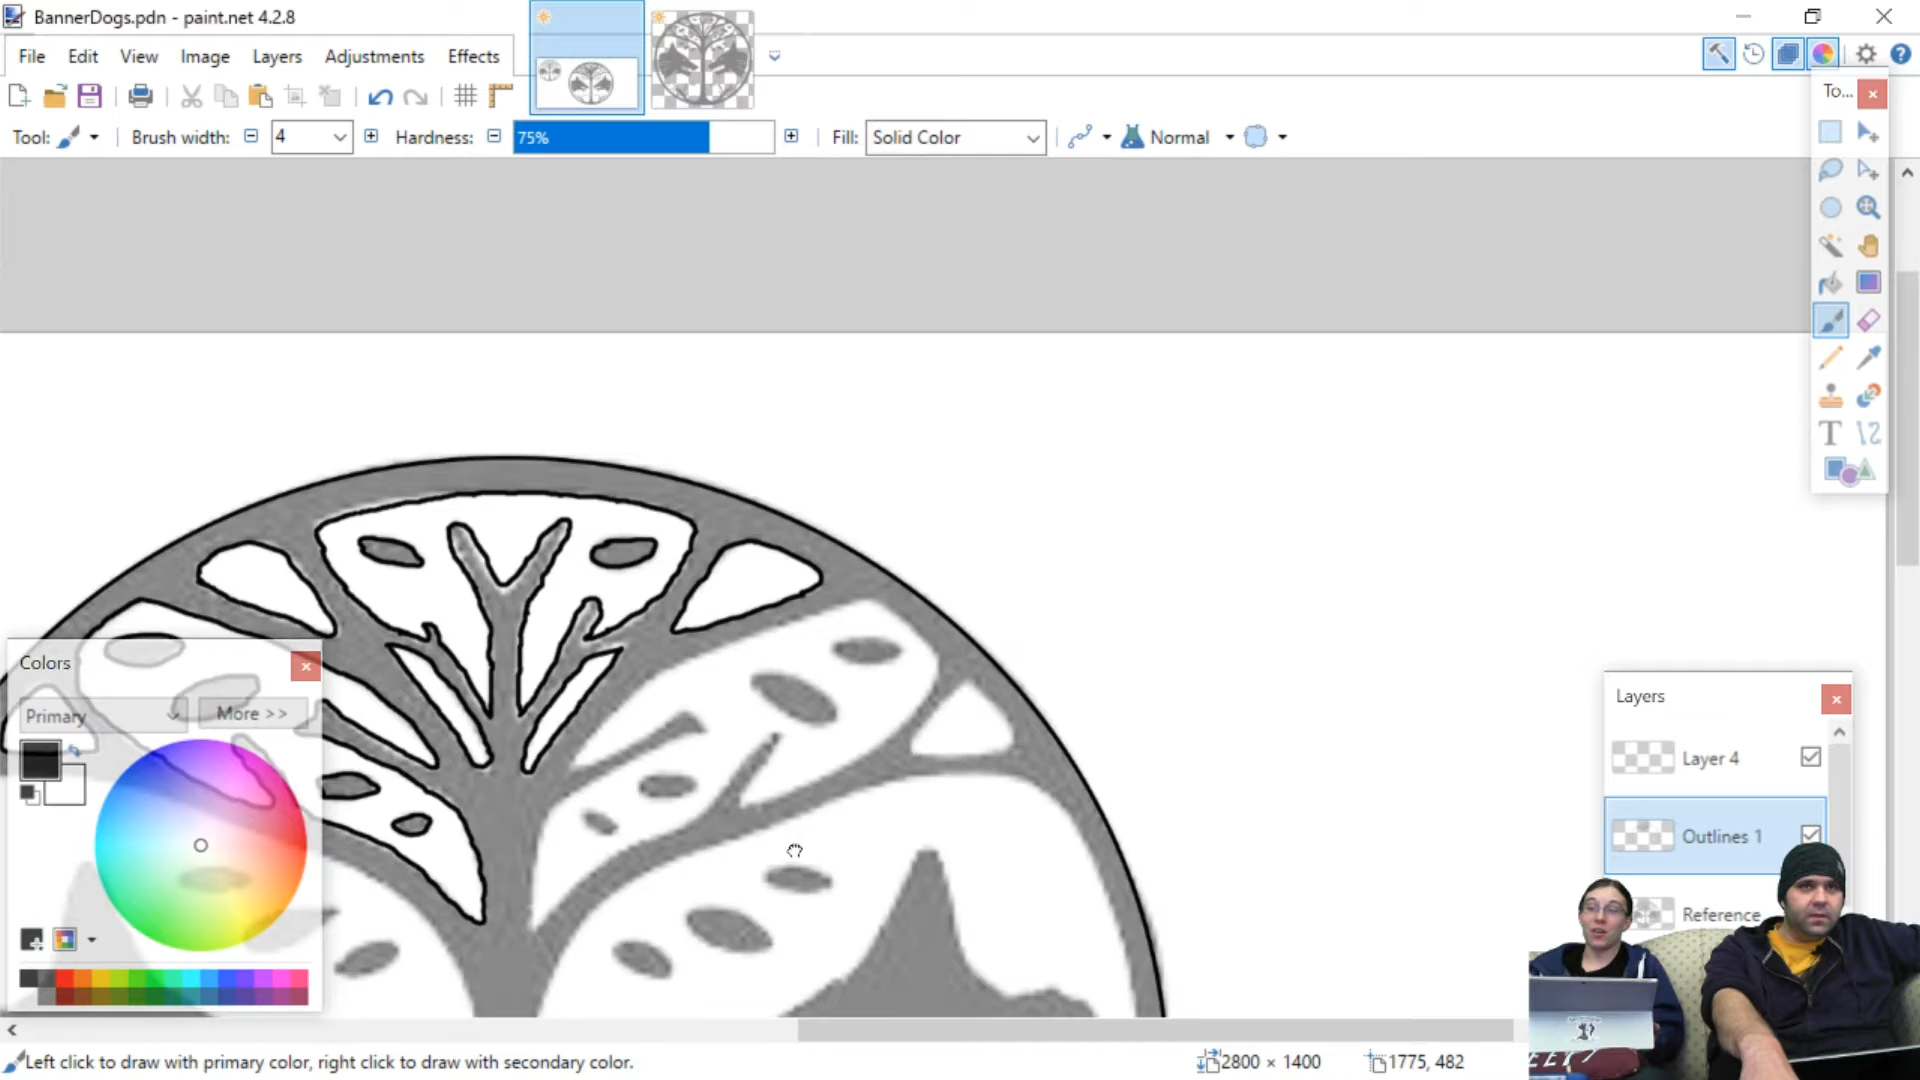 BannerDogs.pdn - paint.net 4.2.8
File Edit View Image Layers Adjustments Effects
Tool: Brush width: 4 Hardness: 75% Fill: Solid Color Normal
To...
Colors
Primary More >>
Layers
Layer 4
Outlines 1
Reference
Left click to draw with primary color, right click to draw with secondary color.
2800 × 1400 1775, 482